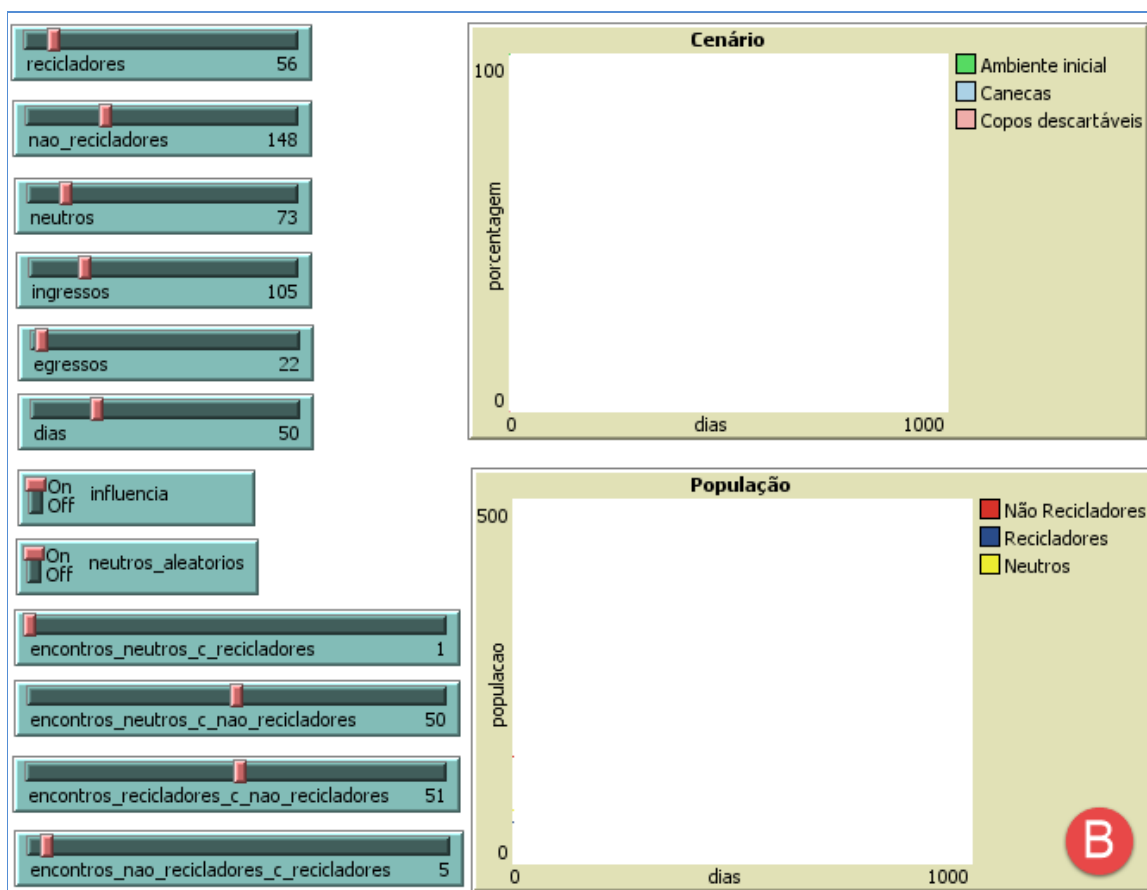 recicladores 56
nao_recicladores 148
neutros 73
ingressos 105
egressos 22
dias 50
On
Off
influencia
On
Off
neutros_aleatorios
encontros_neutros_c_recicladores 1
encontros_neutros_c_nao_recicladores 50
encontros_recicladores_c_nao_recicladores 51
encontros_nao_recicladores_c_recicladores 5
Cenário
100
porcentagem
0
0 dias 1000
Ambiente inicial
Canecas
Copos descartáveis
População
500
populacao
0
0 dias 1000
Não Recicladores
Recicladores
Neutros
B